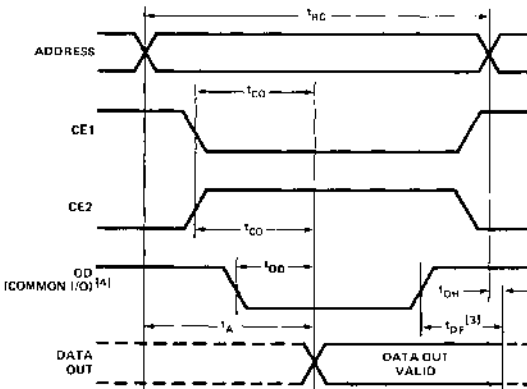 tRC
ADDRESS
tCO
CE1
CE2
tCO
OD
(COMMON I/O)[4]
tOD
tOH
tDF[3]
tA
DATA
OUT
DATA OUT
VALID